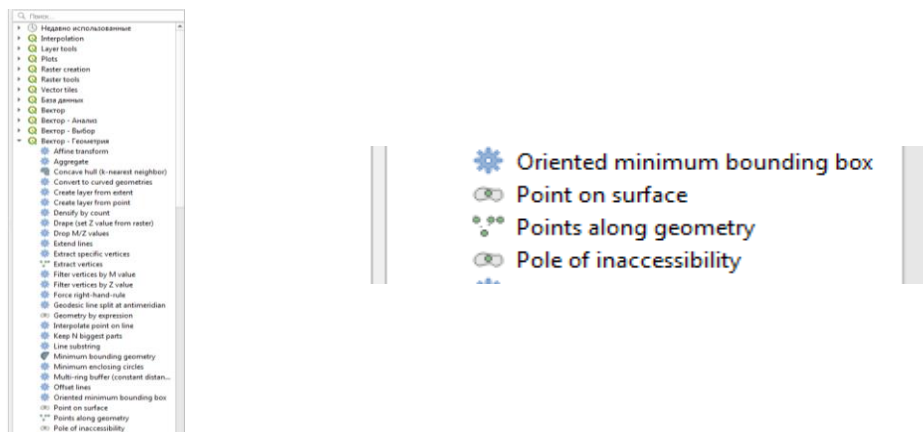 Поиск...
Недавно использованные
Interpolation
Layer tools
Plots
Raster creation
Raster tools
Vector tiles
База данных
Вектор
Вектор - Анализ
Вектор - Выбор
Вектор - Геометрия
Affine transform
Aggregate
Concave hull (k-nearest neighbor)
Convert to curved geometries
Create layer from extent
Create layer from point
Densify by count
Drape (set Z value from raster)
Drop M/Z values
Extend lines
Extract specific vertices
Extract vertices
Filter vertices by M value
Filter vertices by Z value
Force right-hand-rule
Geodesic line split at antimeridian
Geometry by expression
Interpolate point on line
Keep N biggest parts
Line substring
Minimum bounding geometry
Minimum enclosing circles
Multi-ring buffer (constant distan...
Offset lines
Oriented minimum bounding box
Point on surface
Points along geometry
Pole of inaccessibility
Oriented minimum bounding box
Point on surface
Points along geometry
Pole of inaccessibility